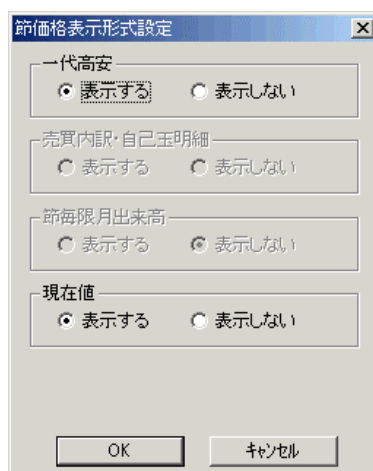 節価格表示形式設定
一代高安
表示する 表示しない
売買内訳・自己玉明細
表示する 表示しない
節毎限月出来高
表示する 表示しない
現在値
表示する 表示しない
OK キャンセル